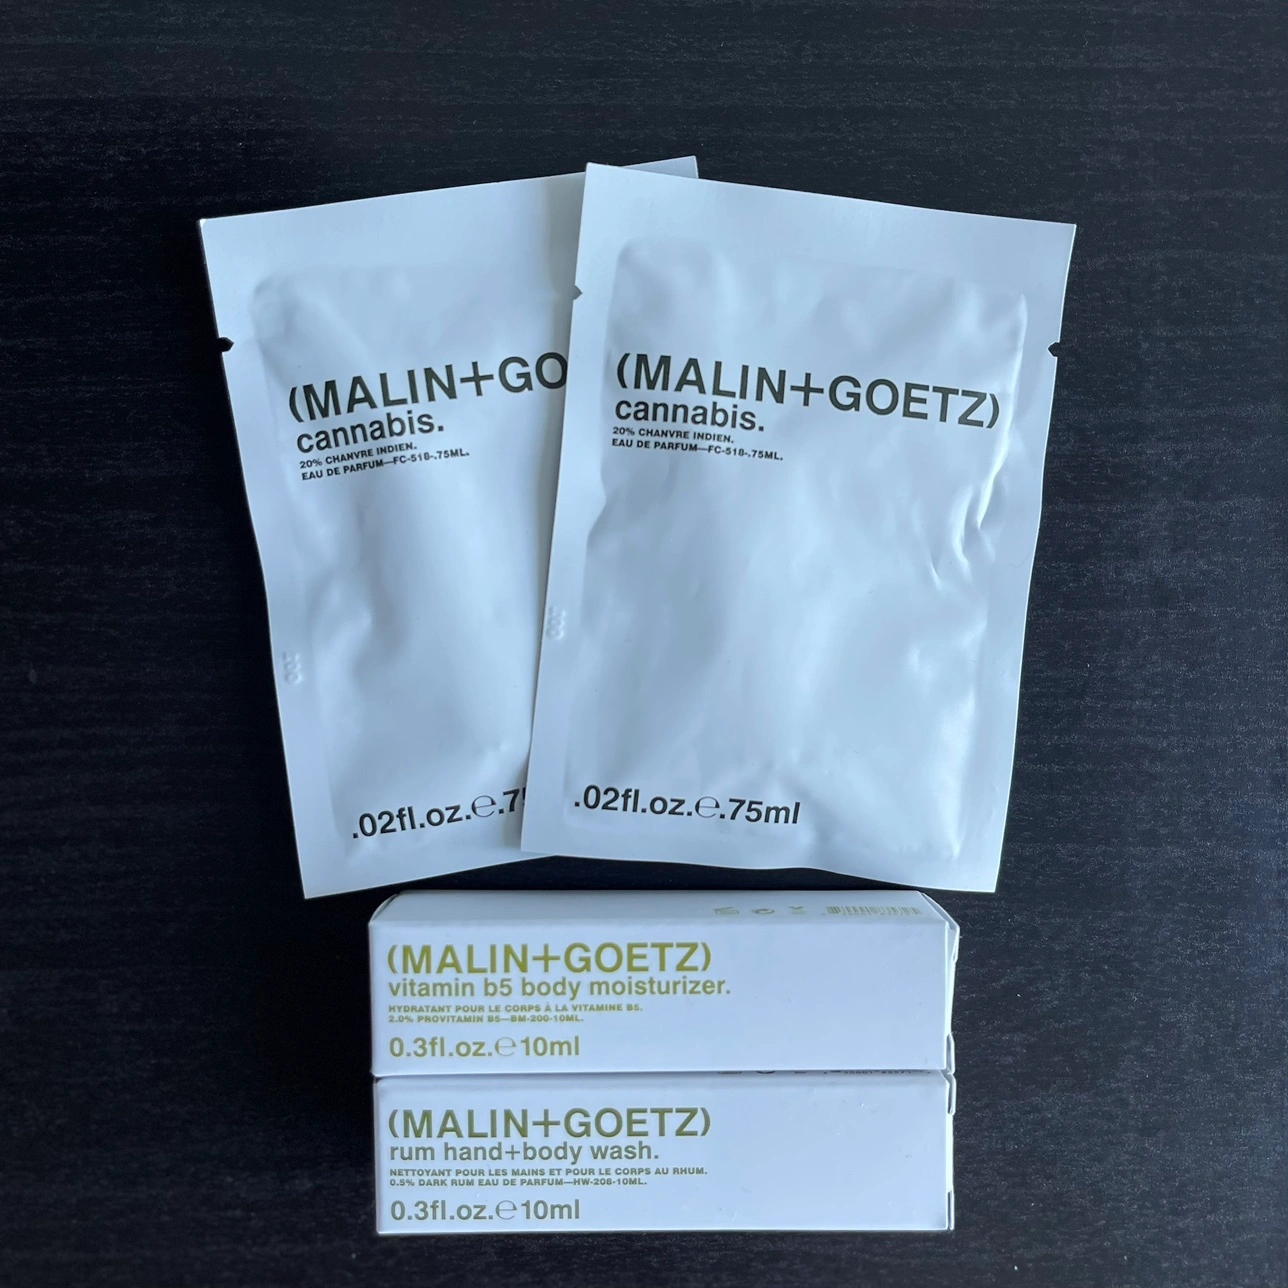 (MALIN+GO
cannabis.
20% CHANVRE INDIEN.
EAU DE PARFUM—FC-518-.75ML.
.02fl.oz.℮.7
(MALIN+GOETZ)
cannabis.
20% CHANVRE INDIEN.
EAU DE PARFUM—FC-518-.75ML.
.02fl.oz.℮.75ml
(MALIN+GOETZ)
vitamin b5 body moisturizer.
HYDRATANT POUR LE CORPS À LA VITAMINE B5.
2.0% PROVITAMIN B5—BM-200-10ML.
0.3fl.oz.℮10ml
(MALIN+GOETZ)
rum hand+body wash.
NETTOYANT POUR LES MAINS ET POUR LE CORPS AU RHUM.
0.5% DARK RUM EAU DE PARFUM—HW-208-10ML.
0.3fl.oz.℮10ml